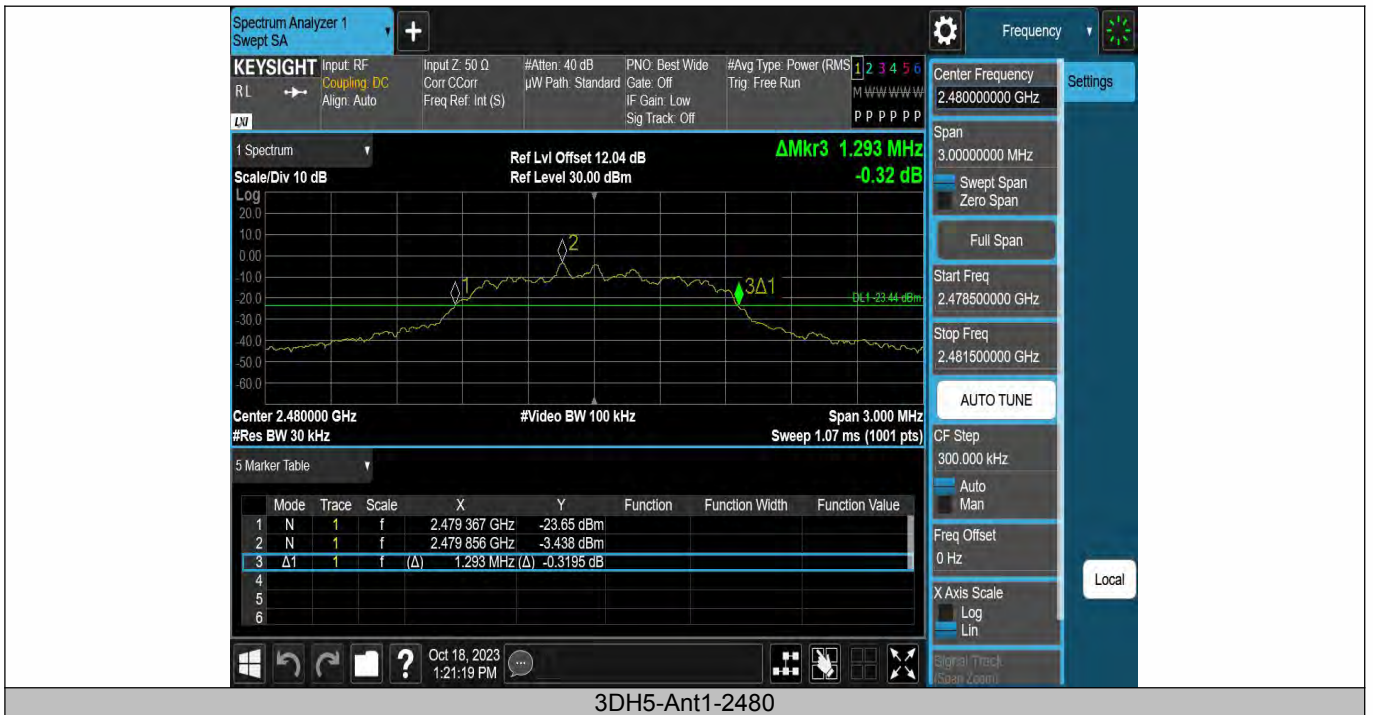 Spectrum Analyzer 1
Swept SA
Frequency
KEYSIGHT
Input: RF
Input Z: 50 Ω
#Atten: 40 dB
PNO: Best Wide
#Avg Type: Power (RMS
1 2 3 4 5 6
RL
Coupling: DC
Corr CCorr
µW Path: Standard
Gate: Off
Trig: Free Run
M W W W W W
Align: Auto
Freq Ref: Int (S)
IF Gain: Low
LXI
Sig Track: Off
P P P P P P
Center Frequency
2.480000000 GHz
Settings
1 Spectrum
Ref Lvl Offset 12.04 dB
ΔMkr3 1.293 MHz
Scale/Div 10 dB
Ref Level 30.00 dBm
-0.32 dB
Span
3.00000000 MHz
Swept Span
Zero Span
Full Span
Log
20.0
10.0
0.00
-10.0
-20.0
-30.0
-40.0
-50.0
-60.0
1
2
3Δ1
DL1 -23.44 dBm
Start Freq
2.478500000 GHz
Stop Freq
2.481500000 GHz
AUTO TUNE
Center 2.480000 GHz
#Video BW 100 kHz
Span 3.000 MHz
#Res BW 30 kHz
Sweep 1.07 ms (1001 pts)
CF Step
300.000 kHz
Auto
Man
5 Marker Table
Mode Trace Scale X Y Function Function Width Function Value
1 N 1 f 2.479 367 GHz -23.65 dBm
2 N 1 f 2.479 856 GHz -3.438 dBm
3 Δ1 1 f (Δ) 1.293 MHz (Δ) -0.3195 dB
4
5
6
Freq Offset
0 Hz
X Axis Scale
Log
Lin
Local
Signal Track
(Span Zoom)
?
Oct 18, 2023
1:21:19 PM
3DH5-Ant1-2480